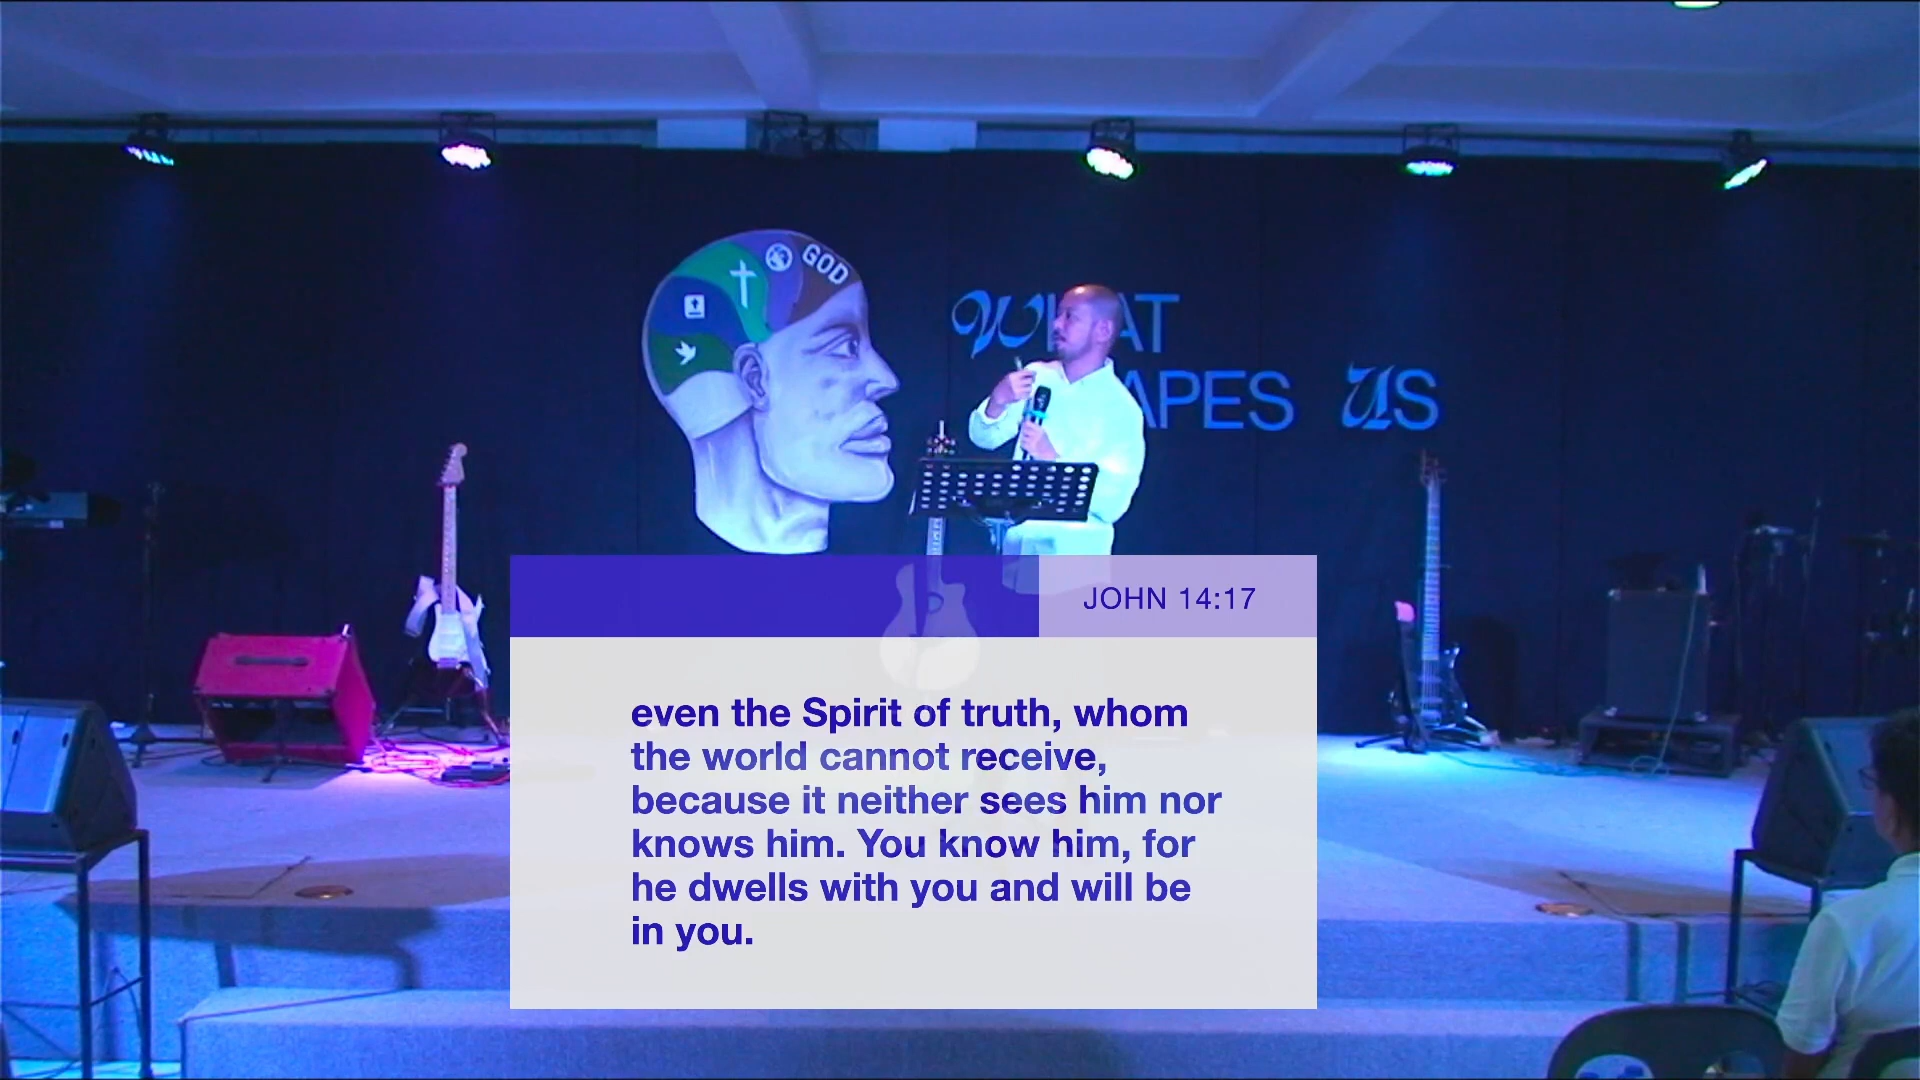 GOD
WHAT
APES US
JOHN 14:17
even the Spirit of truth, whom
the world cannot receive,
because it neither sees him nor
knows him. You know him, for
he dwells with you and will be
in you.